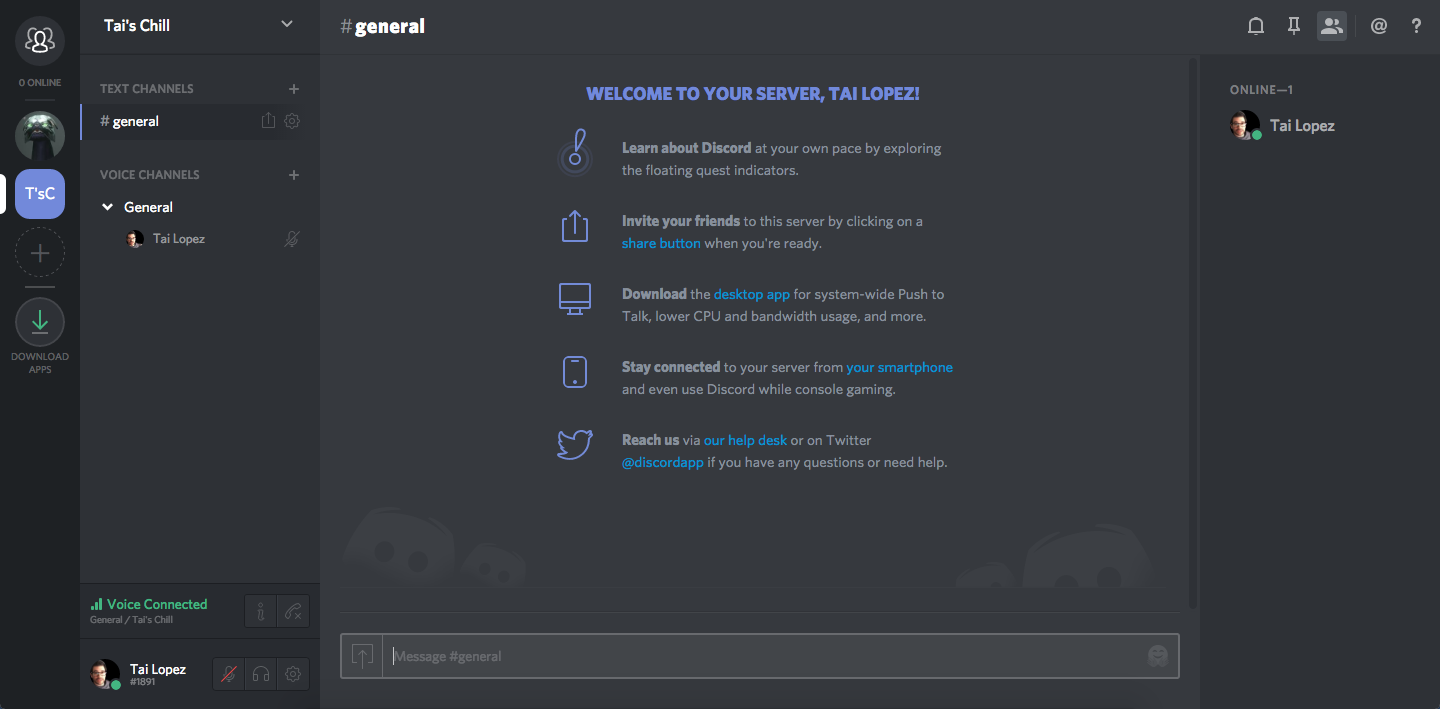 0 ONLINE
T'sC
DOWNLOAD
APPS
Tai's Chill
TEXT CHANNELS
#general
VOICE CHANNELS
General
Tai Lopez
Voice Connected
General / Tai's Chill
Tai Lopez
#1891
#general
WELCOME TO YOUR SERVER, TAI LOPEZ!
Learn about Discord at your own pace by exploring
the floating quest indicators.
Invite your friends to this server by clicking on a
share button when you're ready.
Download the desktop app for system-wide Push to
Talk, lower CPU and bandwidth usage, and more.
Stay connected to your server from your smartphone
and even use Discord while console gaming.
Reach us via our help desk or on Twitter
@discordapp if you have any questions or need help.
Message #general
@ ?
ONLINE—1
Tai Lopez